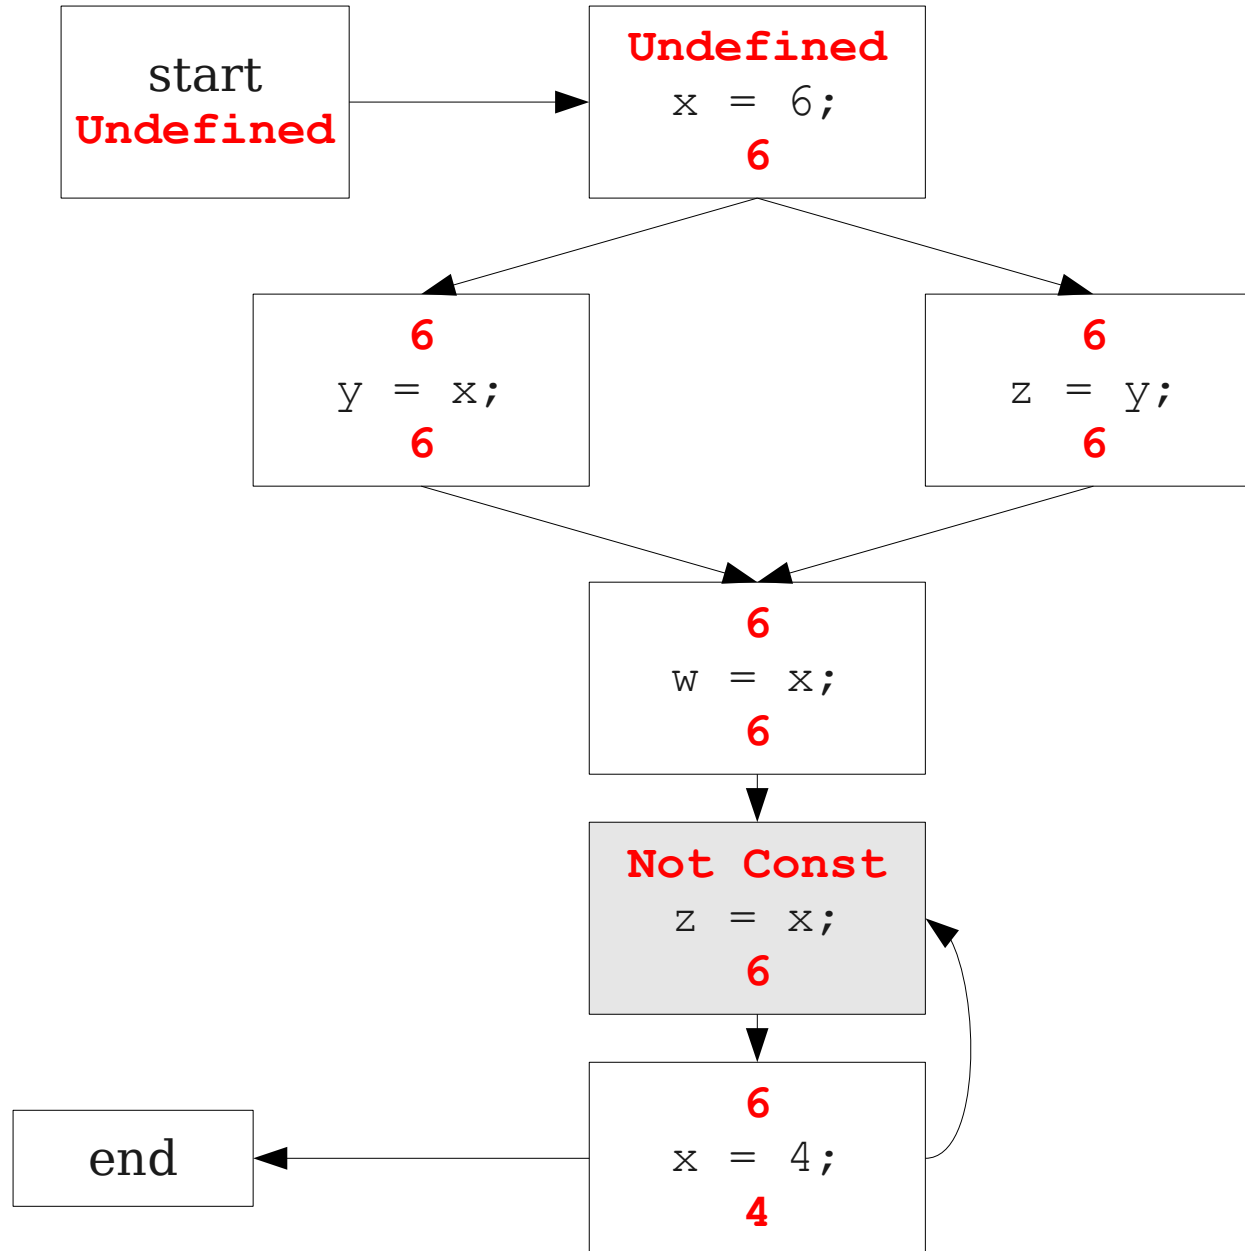 start
Undefined
Undefined
x = 6;
6
6
y = x;
6
6
z = y;
6
6
w = x;
6
Not Const
z = x;
6
6
x = 4;
4
end